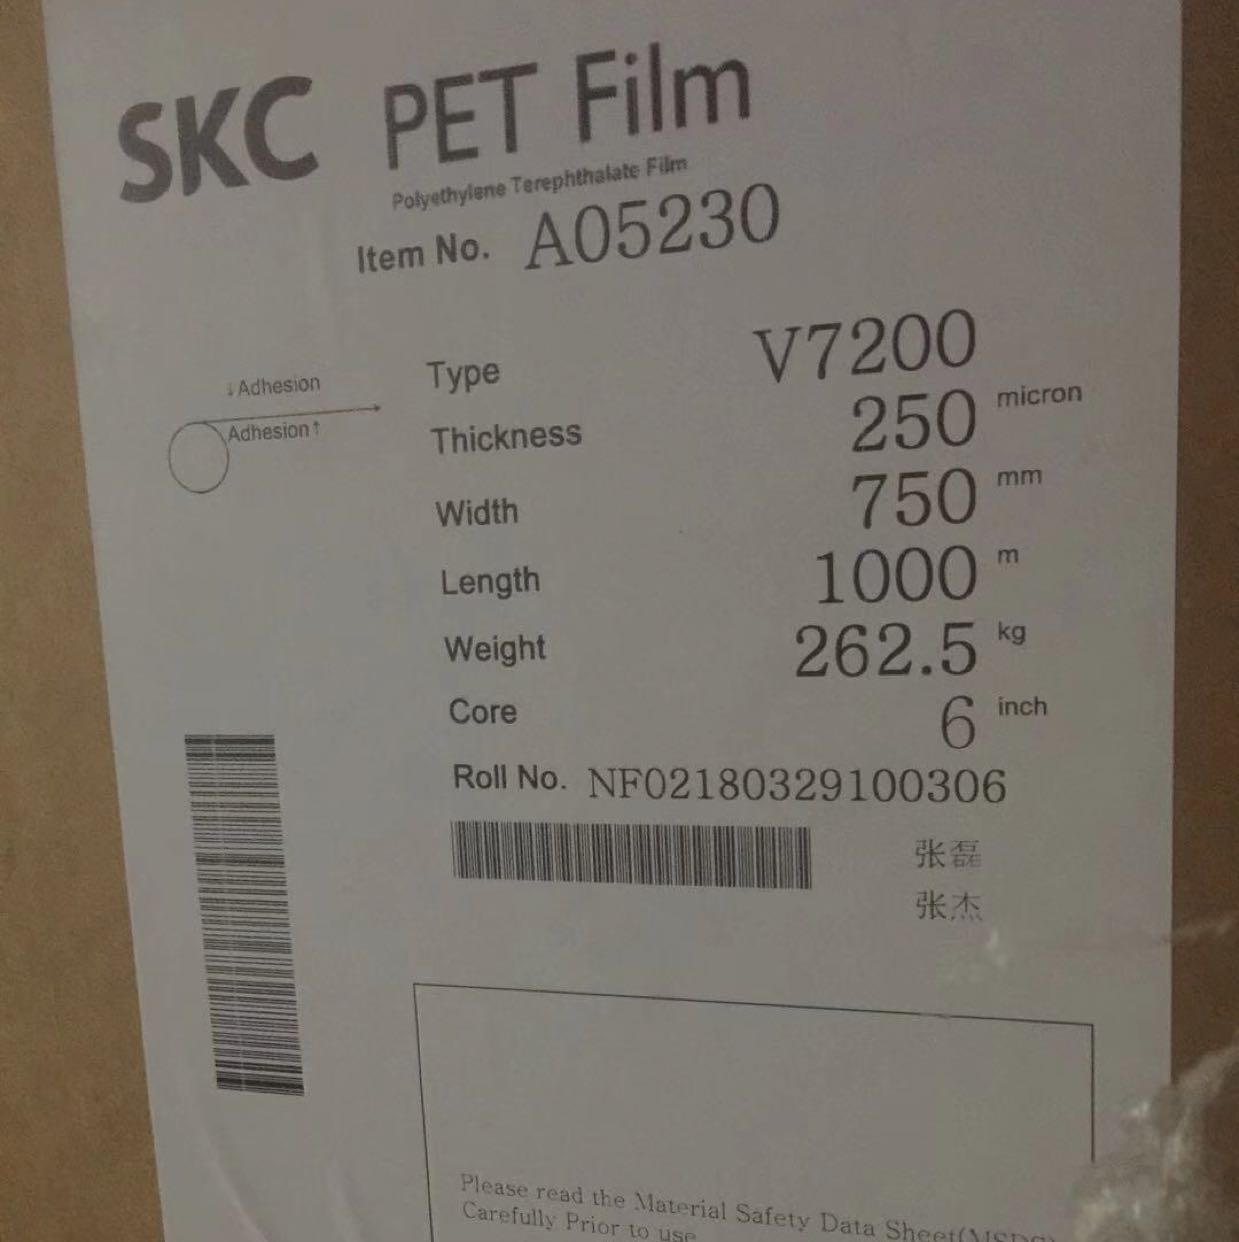 SKC PET Film
Polyethylene Terephthalate Film
Item No. A05230
↓Adhesion
Adhesion↑
Type V7200
Thickness 250 micron
Width 750 mm
Length 1000 m
Weight 262.5 kg
Core 6 inch
Roll No. NF02180329100306
张磊
张杰
Please read the Material Safety Data Sheet(MSDS)
Carefully Prior to use